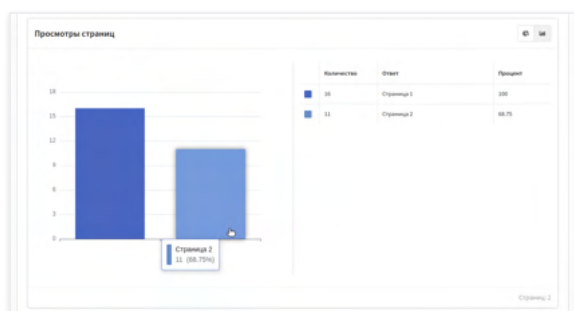 Просмотры страниц
Количество Ответ Процент
16 Страница 1 100
11 Страница 2 68.75
18
15
12
9
6
3
0
Страница 2
11 (68.75%)
Страниц: 2